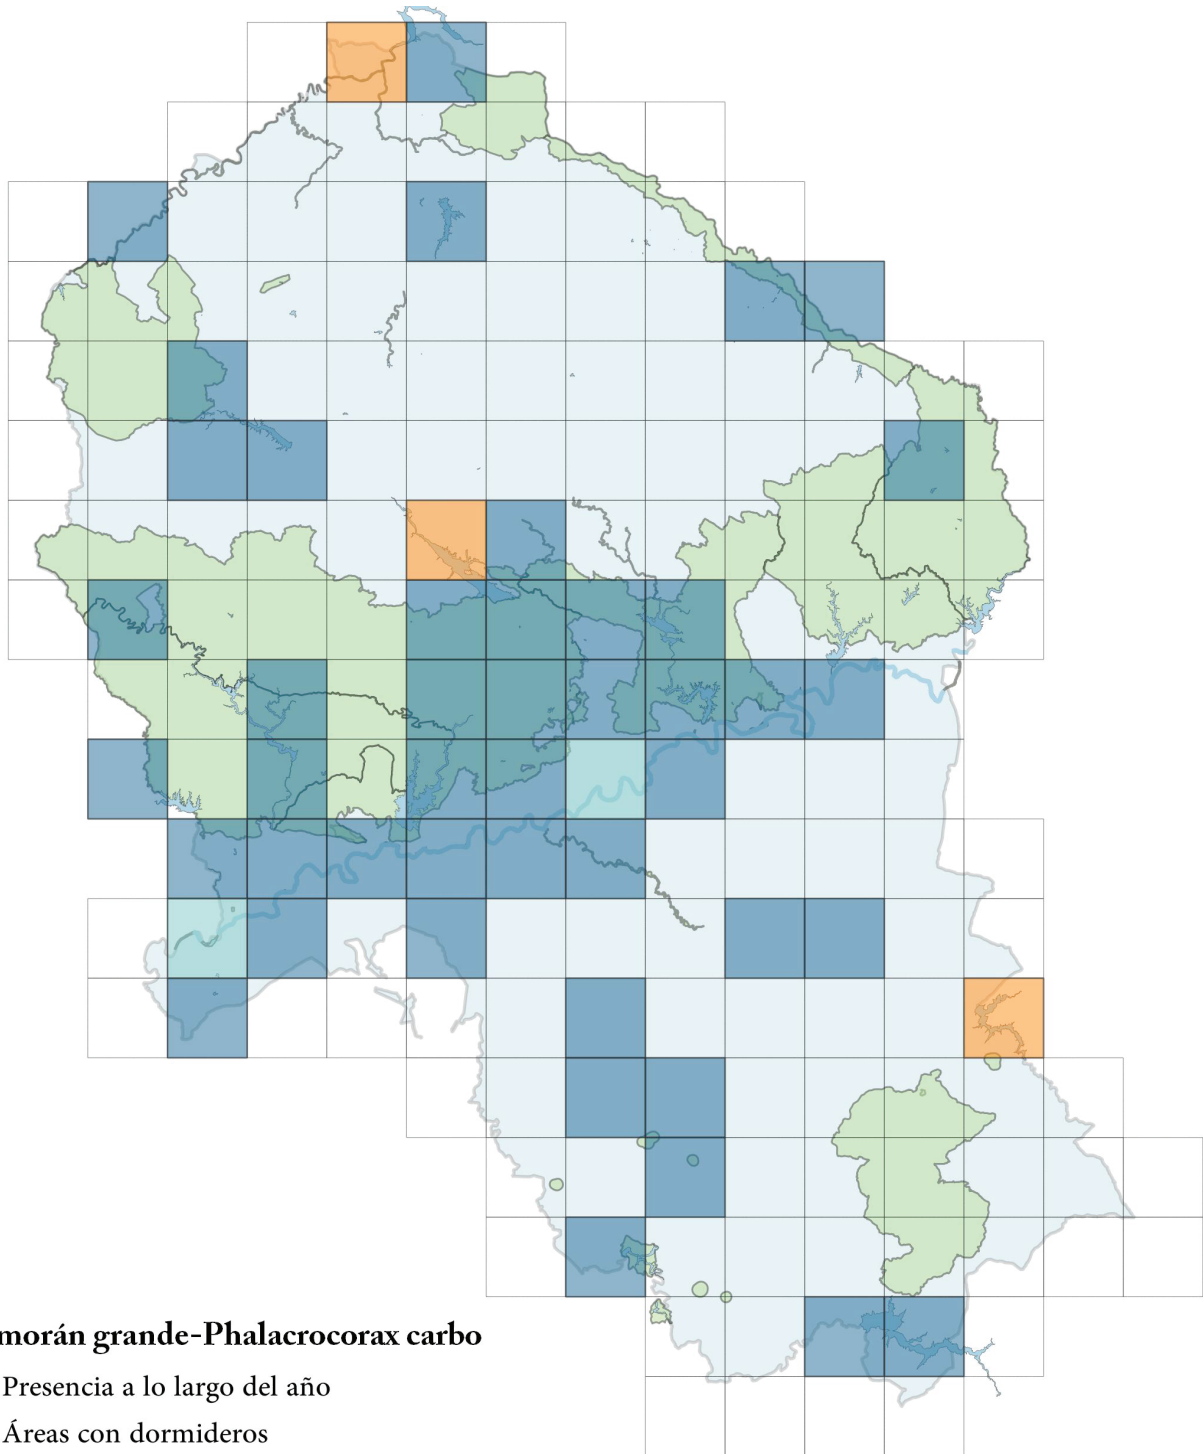 morán grande-Phalacrocorax carbo
Presencia a lo largo del año
Áreas con dormideros